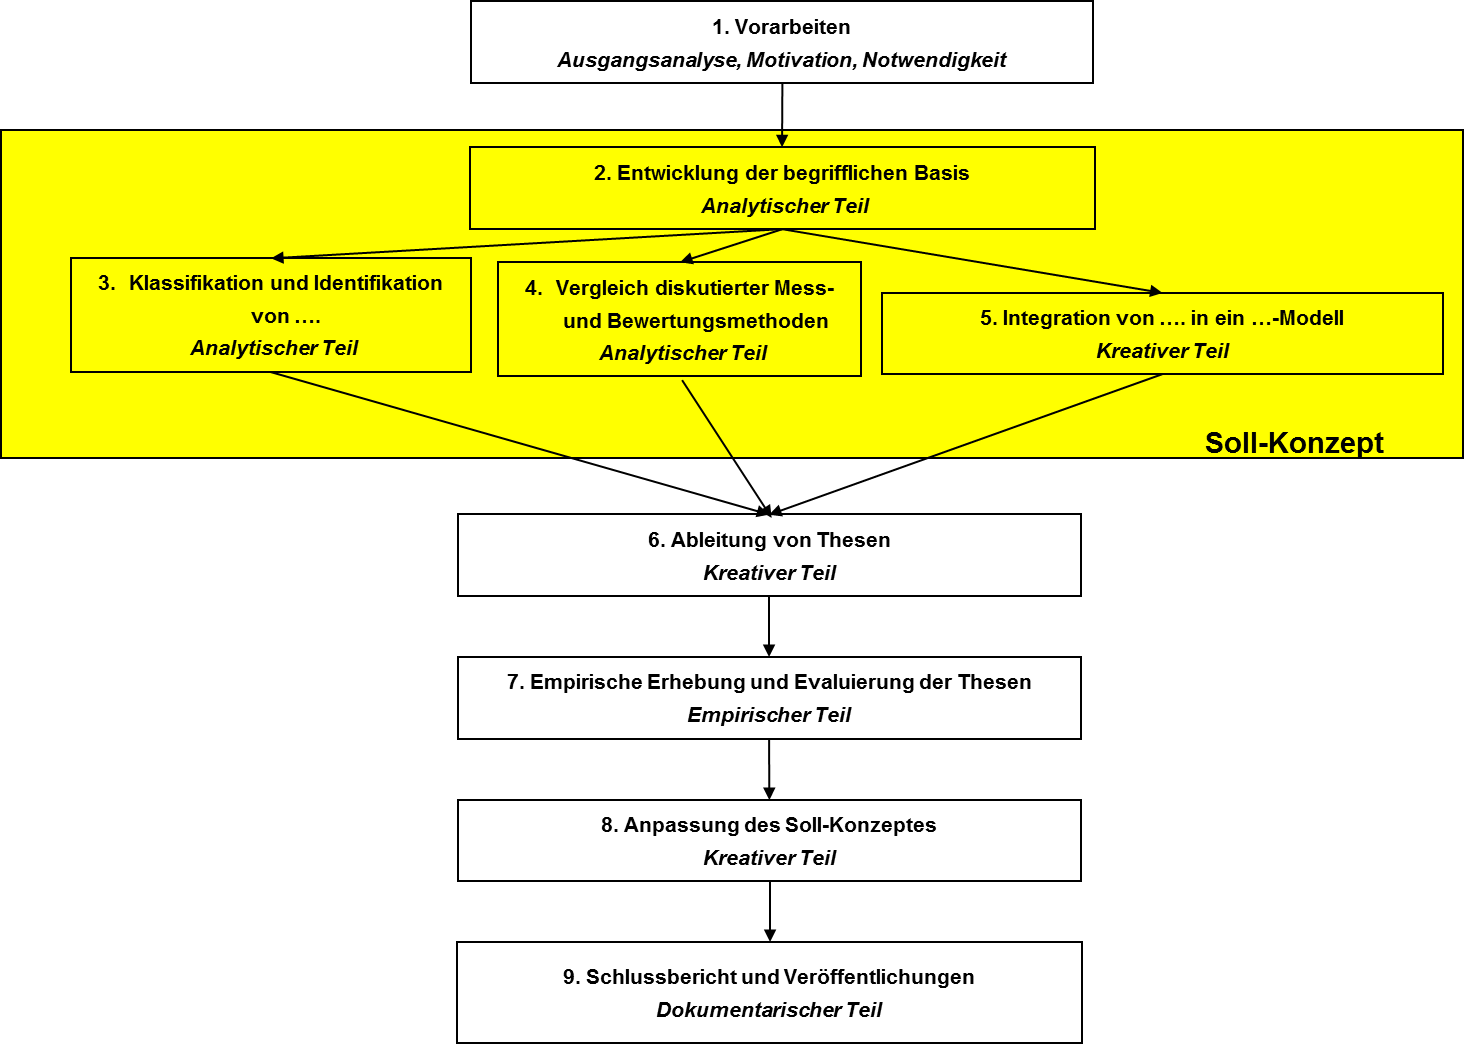 1. Vorarbeiten
Ausgangsanalyse, Motivation, Notwendigkeit
2. Entwicklung der begrifflichen Basis
Analytischer Teil
3. Klassifikation und Identifikation
von ….
Analytischer Teil
4. Vergleich diskutierter Mess-
und Bewertungsmethoden
Analytischer Teil
5. Integration von …. in ein …-Modell
Kreativer Teil
Soll-Konzept
6. Ableitung von Thesen
Kreativer Teil
7. Empirische Erhebung und Evaluierung der Thesen
Empirischer Teil
8. Anpassung des Soll-Konzeptes
Kreativer Teil
9. Schlussbericht und Veröffentlichungen
Dokumentarischer Teil